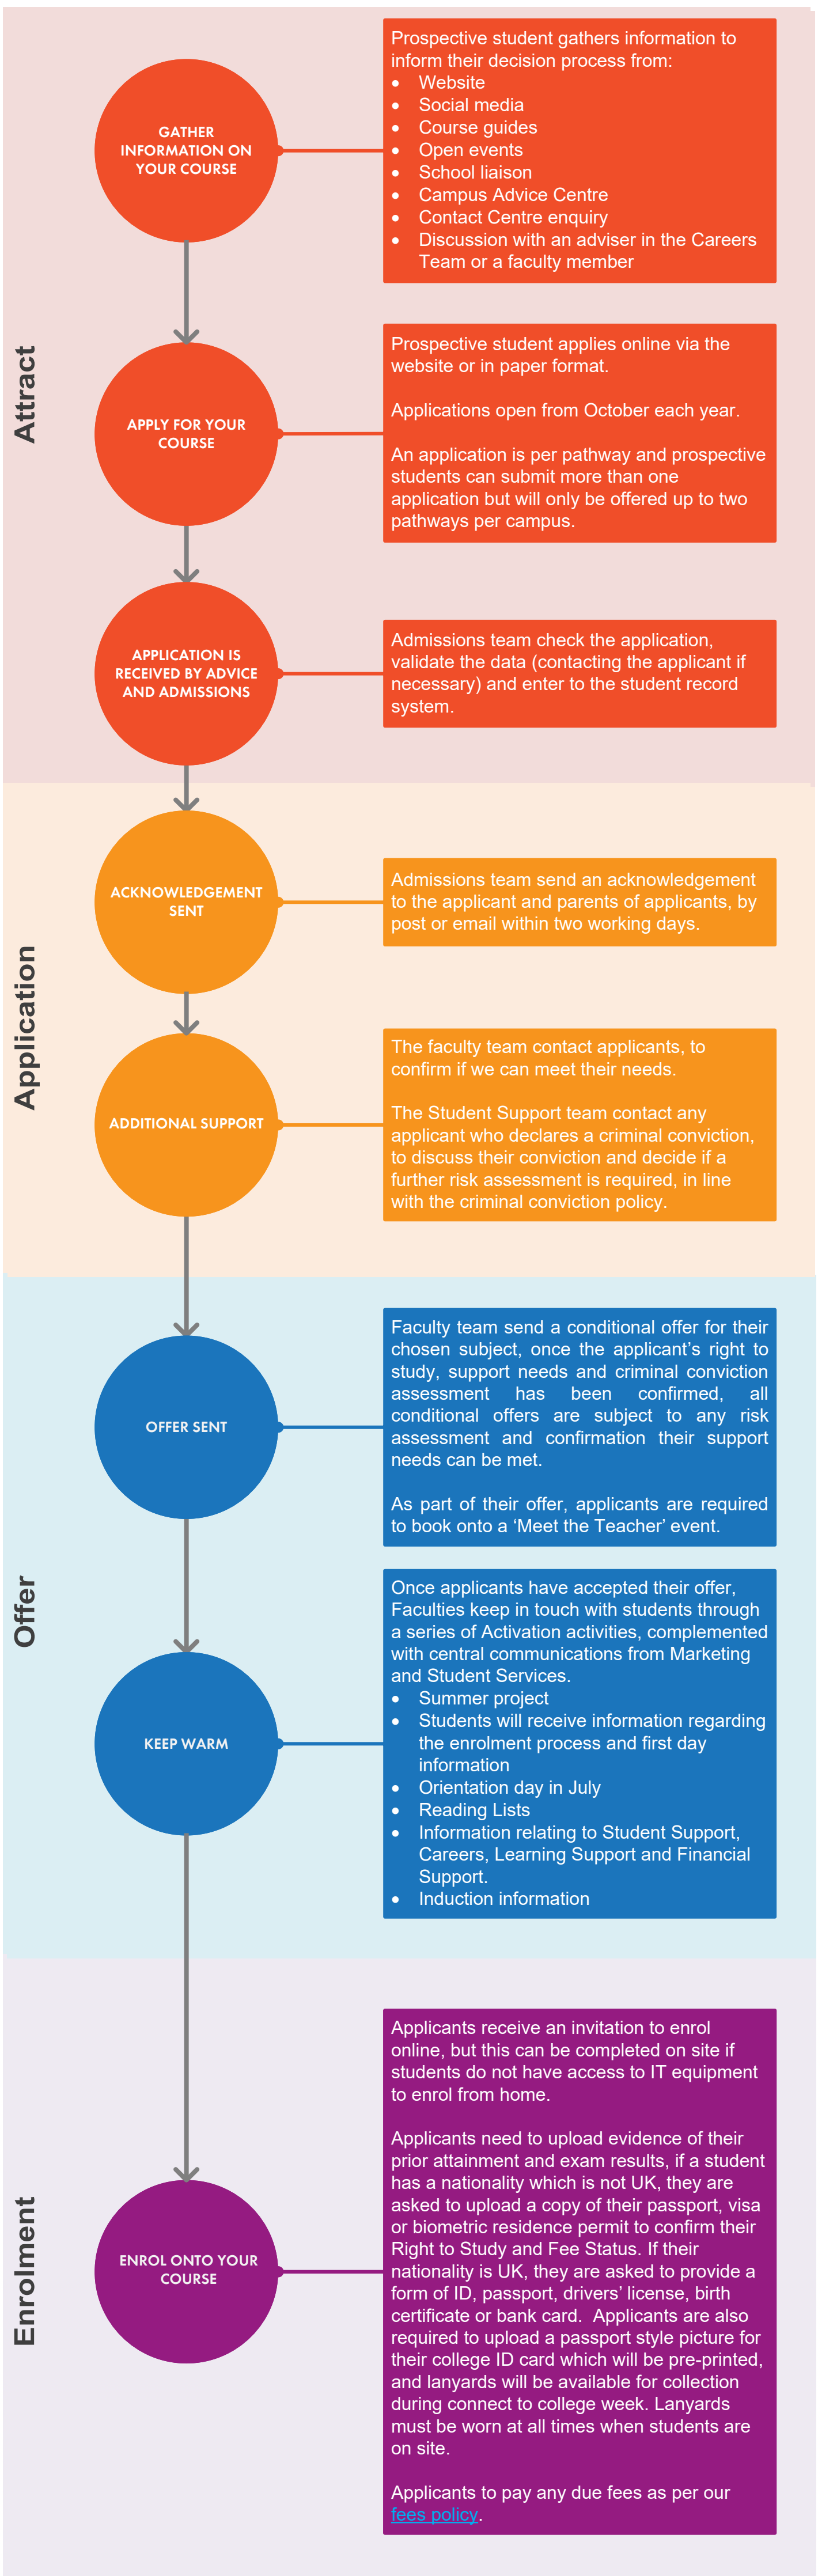 Attract
GATHER
INFORMATION ON
YOUR COURSE
Prospective student gathers information to
inform their decision process from:
• Website
• Social media
• Course guides
• Open events
• School liaison
• Campus Advice Centre
• Contact Centre enquiry
• Discussion with an adviser in the Careers
Team or a faculty member
APPLY FOR YOUR
COURSE
Prospective student applies online via the
website or in paper format.
Applications open from October each year.
An application is per pathway and prospective
students can submit more than one
application but will only be offered up to two
pathways per campus.
APPLICATION IS
RECEIVED BY ADVICE
AND ADMISSIONS
Admissions team check the application,
validate the data (contacting the applicant if
necessary) and enter to the student record
system.
Application
ACKNOWLEDGEMENT
SENT
Admissions team send an acknowledgement
to the applicant and parents of applicants, by
post or email within two working days.
ADDITIONAL SUPPORT
The faculty team contact applicants, to
confirm if we can meet their needs.
The Student Support team contact any
applicant who declares a criminal conviction,
to discuss their conviction and decide if a
further risk assessment is required, in line
with the criminal conviction policy.
Offer
OFFER SENT
Faculty team send a conditional offer for their
chosen subject, once the applicant’s right to
study, support needs and criminal conviction
assessment has been confirmed, all
conditional offers are subject to any risk
assessment and confirmation their support
needs can be met.
As part of their offer, applicants are required
to book onto a ‘Meet the Teacher’ event.
KEEP WARM
Once applicants have accepted their offer,
Faculties keep in touch with students through
a series of Activation activities, complemented
with central communications from Marketing
and Student Services.
• Summer project
• Students will receive information regarding
the enrolment process and first day
information
• Orientation day in July
• Reading Lists
• Information relating to Student Support,
Careers, Learning Support and Financial
Support.
• Induction information
Enrolment
ENROL ONTO YOUR
COURSE
Applicants receive an invitation to enrol
online, but this can be completed on site if
students do not have access to IT equipment
to enrol from home.
Applicants need to upload evidence of their
prior attainment and exam results, if a student
has a nationality which is not UK, they are
asked to upload a copy of their passport, visa
or biometric residence permit to confirm their
Right to Study and Fee Status. If their
nationality is UK, they are asked to provide a
form of ID, passport, drivers’ license, birth
certificate or bank card. Applicants are also
required to upload a passport style picture for
their college ID card which will be pre-printed,
and lanyards will be available for collection
during connect to college week. Lanyards
must be worn at all times when students are
on site.
Applicants to pay any due fees as per our
fees policy.